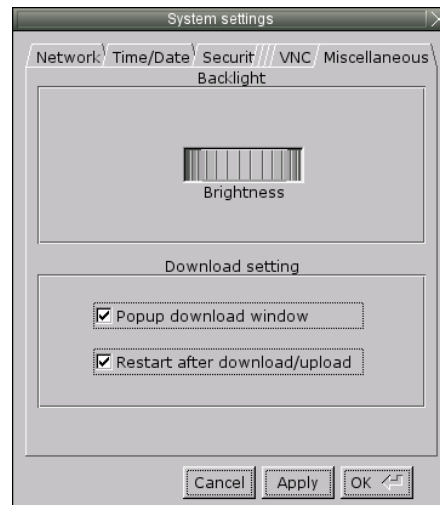 System settings
Network Time/Date Securit VNC Miscellaneous
Backlight
Brightness
Download setting
Popup download window
Restart after download/upload
Cancel Apply OK